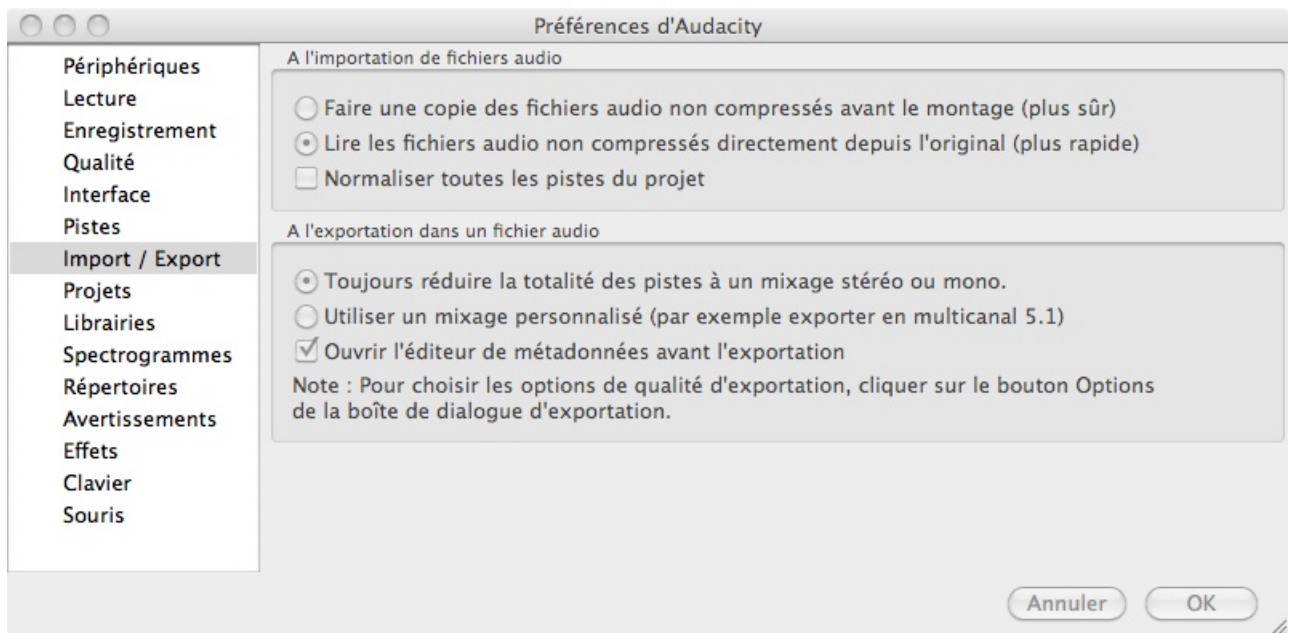 Préférences d'Audacity
Périphériques
Lecture
Enregistrement
Qualité
Interface
Pistes
Import / Export
Projets
Librairies
Spectrogrammes
Répertoires
Avertissements
Effets
Clavier
Souris
A l'importation de fichiers audio
Faire une copie des fichiers audio non compressés avant le montage (plus sûr)
Lire les fichiers audio non compressés directement depuis l'original (plus rapide)
Normaliser toutes les pistes du projet
A l'exportation dans un fichier audio
Toujours réduire la totalité des pistes à un mixage stéréo ou mono.
Utiliser un mixage personnalisé (par exemple exporter en multicanal 5.1)
Ouvrir l'éditeur de métadonnées avant l'exportation
Note : Pour choisir les options de qualité d'exportation, cliquer sur le bouton Options
de la boîte de dialogue d'exportation.
Annuler
OK